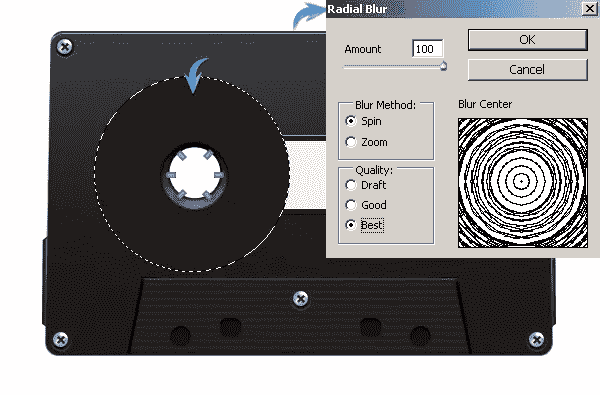 Radial Blur
Amount 100
OK
Cancel
Blur Method:
Spin
Zoom
Blur Center
Quality:
Draft
Good
Best